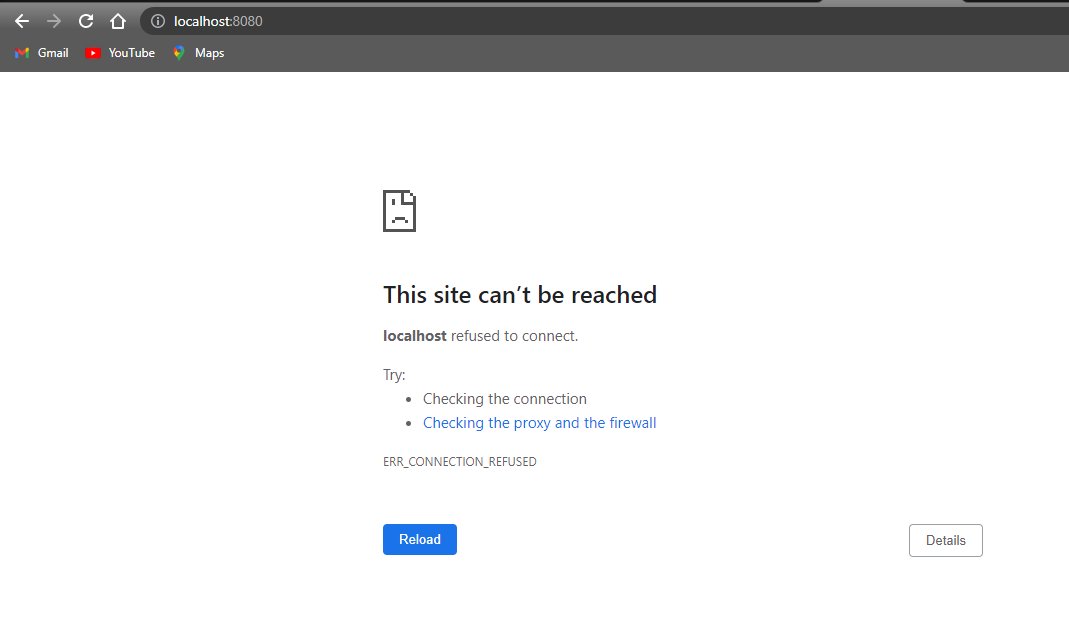 localhost:8080
Gmail YouTube Maps
This site can’t be reached
localhost refused to connect.
Try:
• Checking the connection
• Checking the proxy and the firewall
ERR_CONNECTION_REFUSED
Reload Details